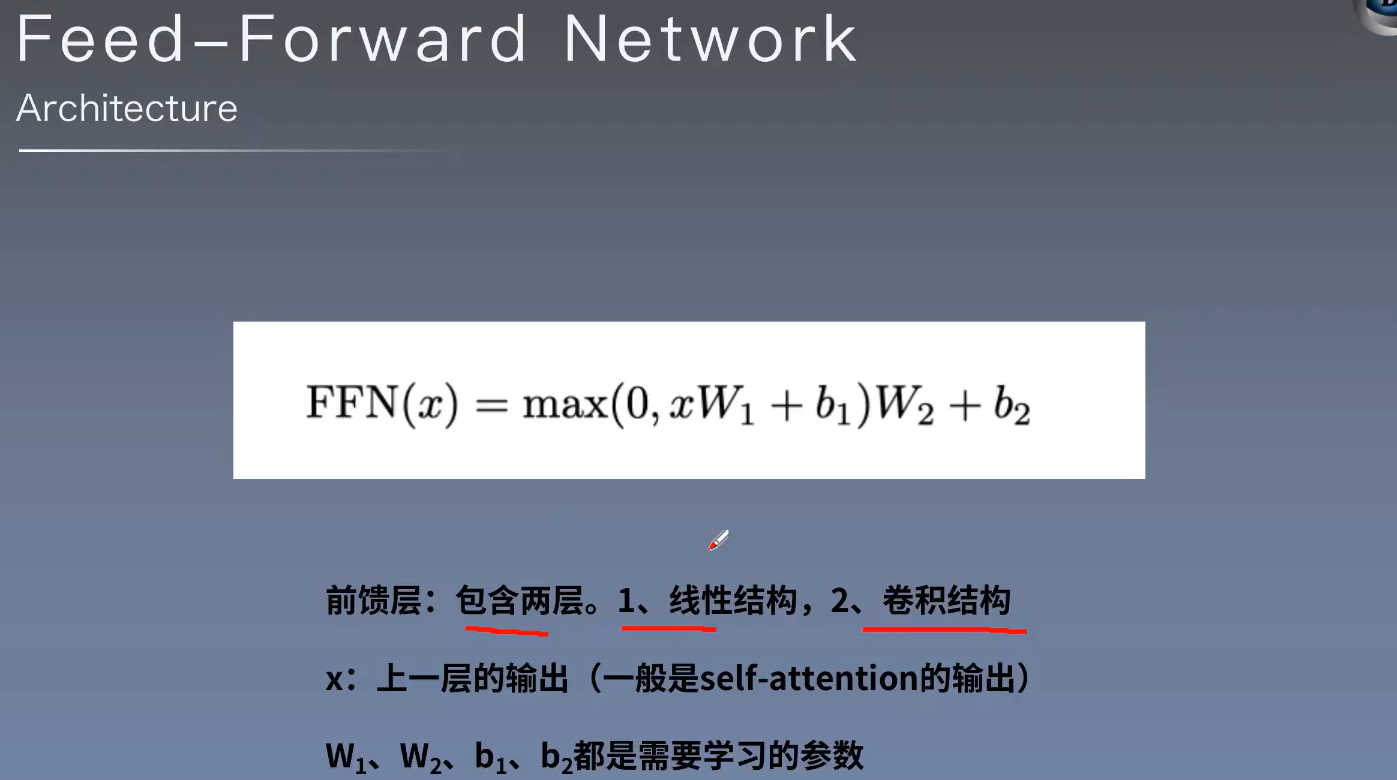 Feed-Forward Network
Architecture
FFN(x) = max(0, xW₁ + b₁)W₂ + b₂
前馈层：包含两层。1、线性结构，2、卷积结构
x：上一层的输出（一般是self-attention的输出）
W₁、W₂、b₁、b₂都是需要学习的参数